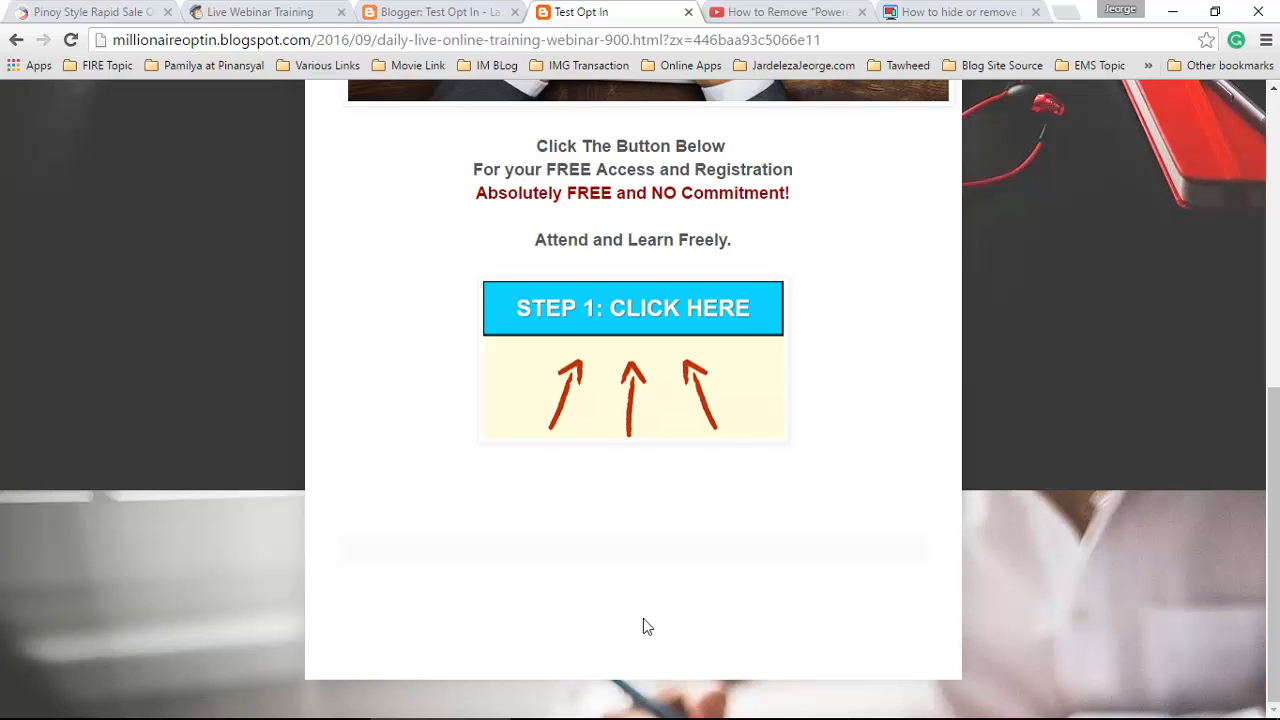 Pinoy Style Rapid Sale
Live Webinar Training
Blogger: Test Opt In - La
Test Opt In
How to Remove "Powe
How to hide or remove
Jeorge
millionaireoptin.blogspot.com/2016/09/daily-live-online-training-webinar-900.html?zx=446baa93c5066e11
Apps
FIRE Topic
Pamilya at Pinansyal
Various Links
Movie Link
IM BLog
IMG Transaction
Online Apps
JardelezaJeorge.com
Tawheed
Blog Site Source
EMS Topic
»
Other bookmarks
Click The Button Below
For your FREE Access and Registration
Absolutely FREE and NO Commitment!
Attend and Learn Freely.
STEP 1: CLICK HERE